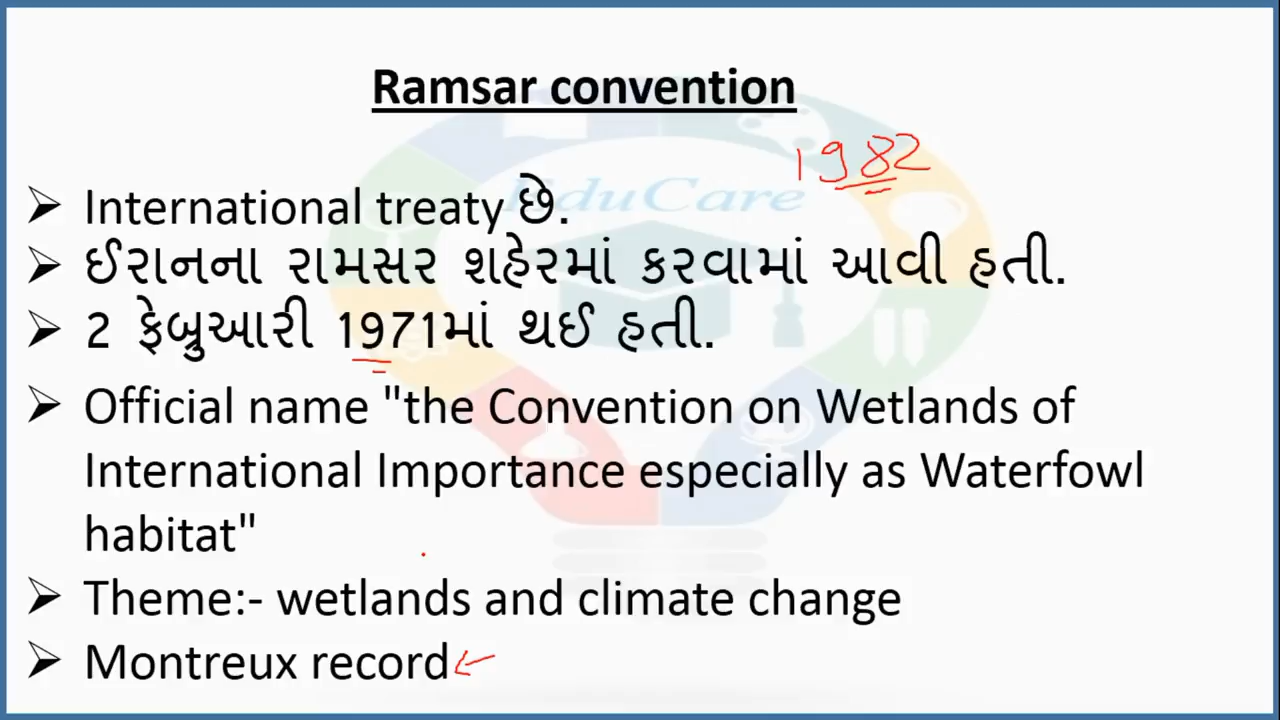 Ramsar convention
1982
EduCare
➢ International treaty છે.
➢ ઈરાનના રામસર શહેરમાં કરવામાં આવી હતી.
➢ 2 ફેબ્રુઆરી 1971માં થઈ હતી.
➢ Official name "the Convention on Wetlands of
International Importance especially as Waterfowl
habitat"
➢ Theme:- wetlands and climate change
➢ Montreux record